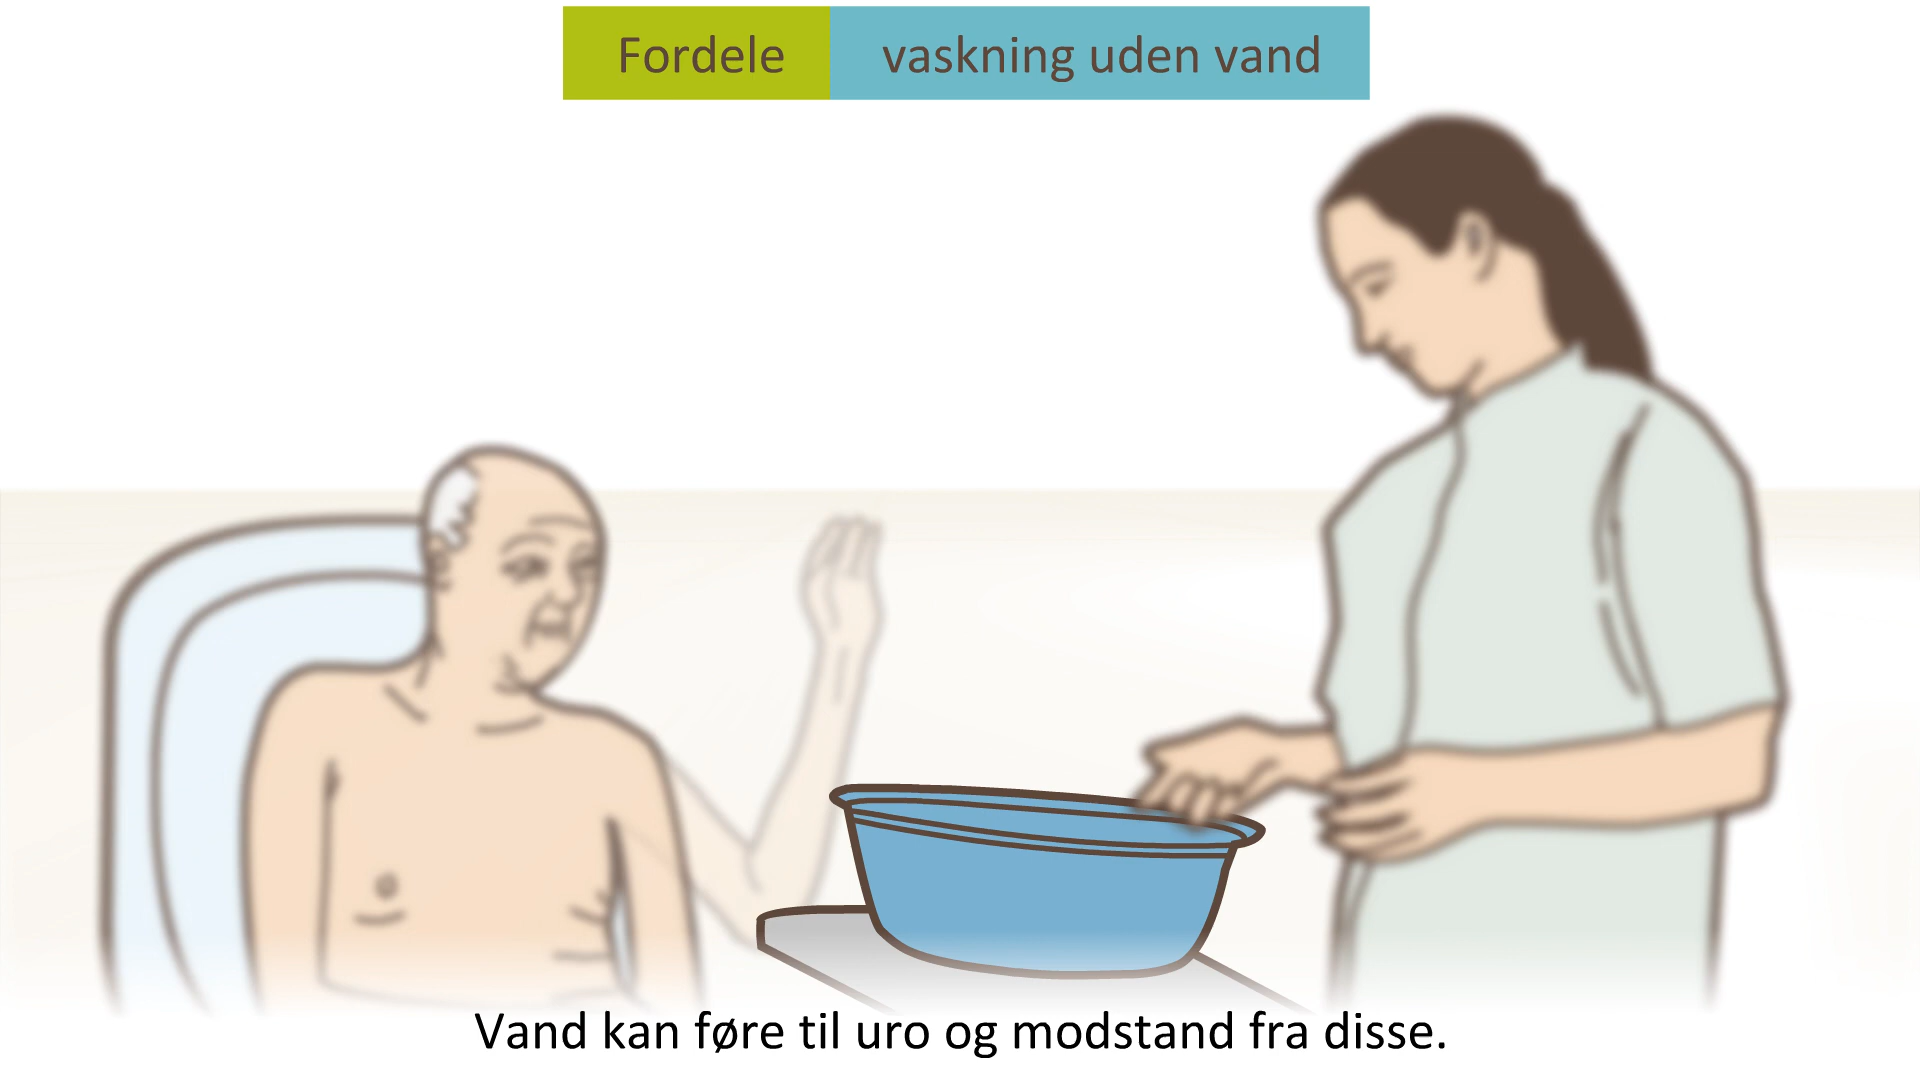 Fordele vaskning uden vand
Vand kan føre til uro og modstand fra disse.